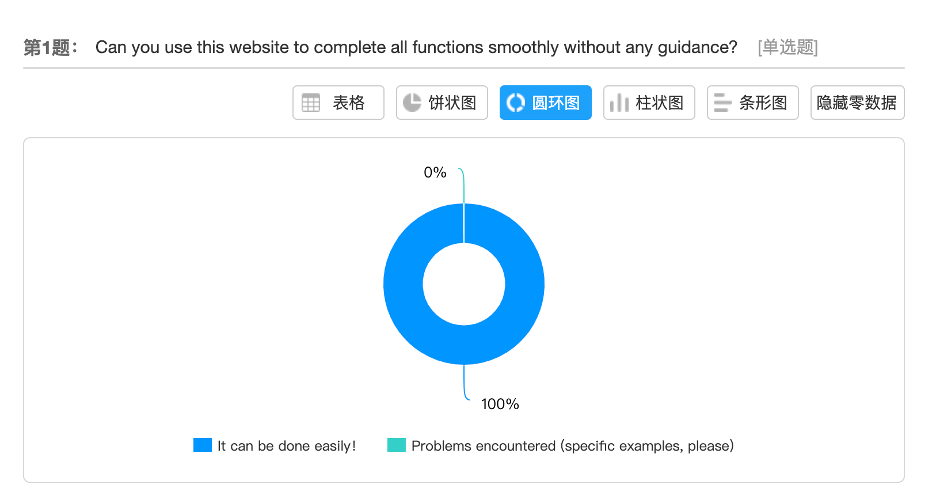 第1题： Can you use this website to complete all functions smoothly without any guidance? [单选题]
表格 饼状图 圆环图 柱状图 条形图 隐藏零数据
0%
100%
It can be done easily! Problems encountered (specific examples, please)